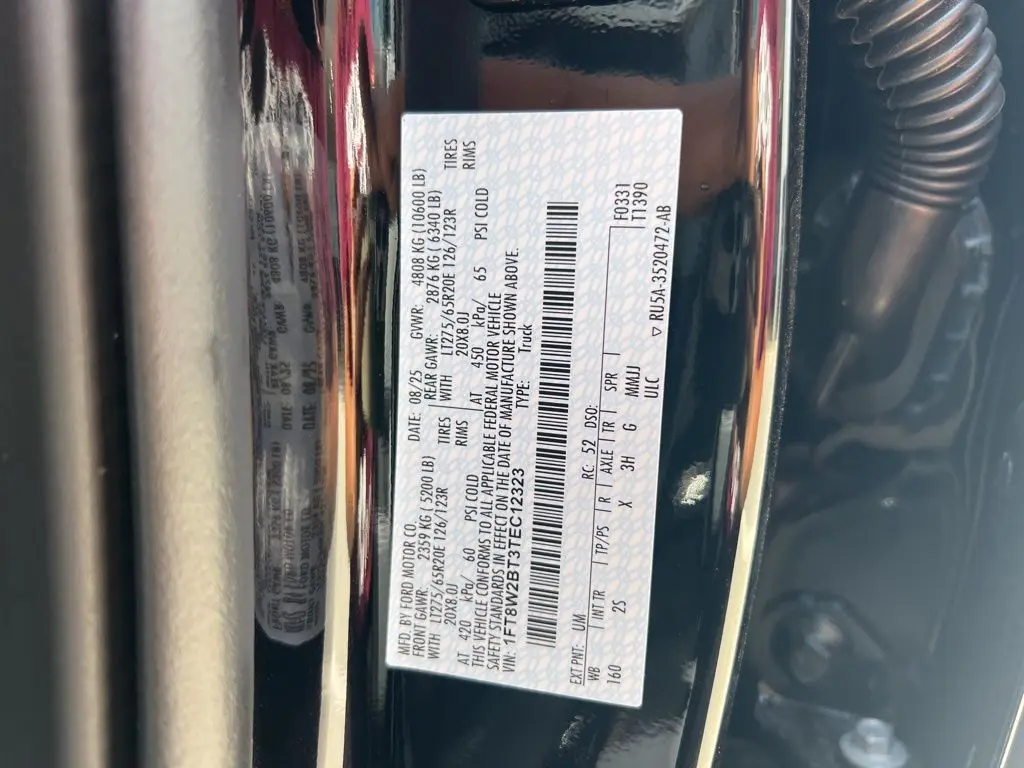 MFD. BY FORD MOTOR CO. DATE: 08/25 GVWR: 4808 KG (10600 LB)
FRONT GAWR: 2359 KG (5200 LB) REAR GAWR: 2876 KG (6340 LB)
WITH LT275/65R20E 126/123R TIRES WITH LT275/65R20E 126/123R TIRES
20X8.0J RIMS 20X8.0J RIMS
AT 420 kPa/ 60 PSI COLD AT 450 kPa/ 65 PSI COLD
THIS VEHICLE CONFORMS TO ALL APPLICABLE FEDERAL MOTOR VEHICLE
SAFETY STANDARDS IN EFFECT ON THE DATE OF MANUFACTURE SHOWN ABOVE.
VIN: 1FT8W2BT3TEC12323 TYPE: Truck
EXT PNT: UM RC: 52 DSO: F0331
WB INT TR TP/PS R AXLE TR SPR T1390
160 2S X 3H G MMJJ
ULC ▽ RU5A-3520472-AB